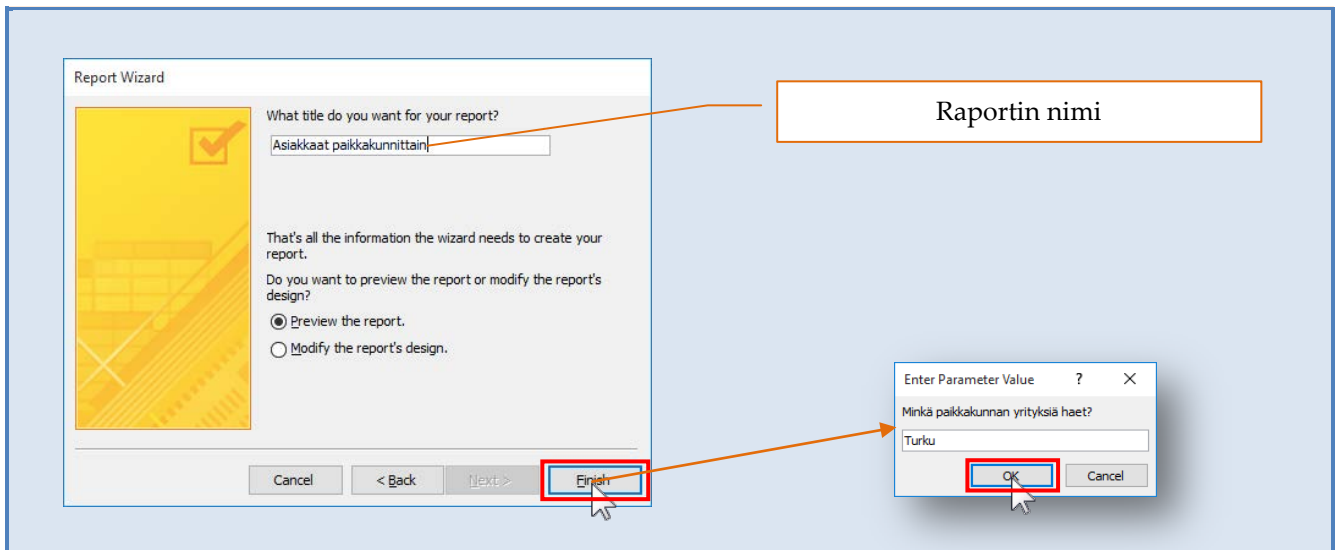 Report Wizard
What title do you want for your report?
Asiakkaat paikkakunnittain
Raportin nimi
That's all the information the wizard needs to create your
report.
Do you want to preview the report or modify the report's
design?
Preview the report.
Modify the report's design.
Cancel
< Back
Next >
Finish
Enter Parameter Value ?
Minkä paikkakunnan yrityksiä haet?
Turku
OK
Cancel